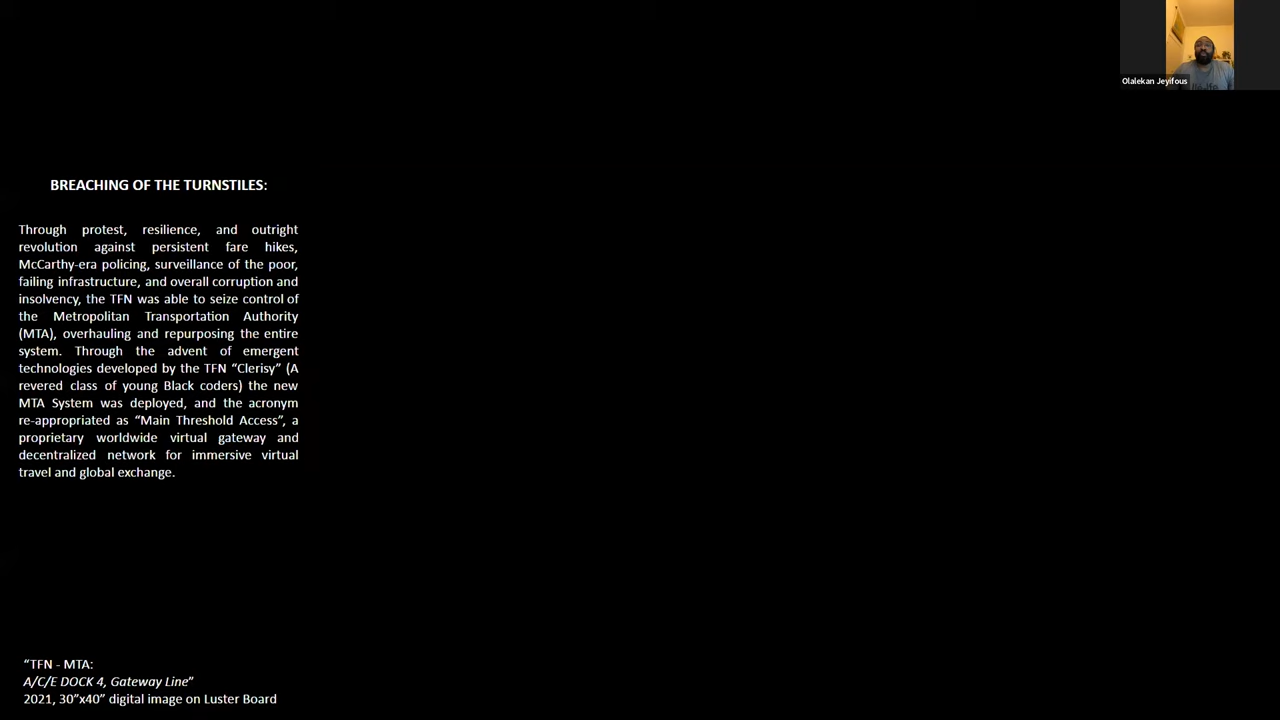 Olalekan Jeyifous
BREACHING OF THE TURNSTILES:
Through protest, resilience, and outright
revolution against persistent fare hikes,
McCarthy-era policing, surveillance of the poor,
failing infrastructure, and overall corruption and
insolvency, the TFN was able to seize control of
the Metropolitan Transportation Authority
(MTA), overhauling and repurposing the entire
system. Through the advent of emergent
technologies developed by the TFN “Clerisy” (A
revered class of young Black coders) the new
MTA System was deployed, and the acronym
re-appropriated as “Main Threshold Access”, a
proprietary worldwide virtual gateway and
decentralized network for immersive virtual
travel and global exchange.
“TFN - MTA:
A/C/E DOCK 4, Gateway Line”
2021, 30”x40” digital image on Luster Board